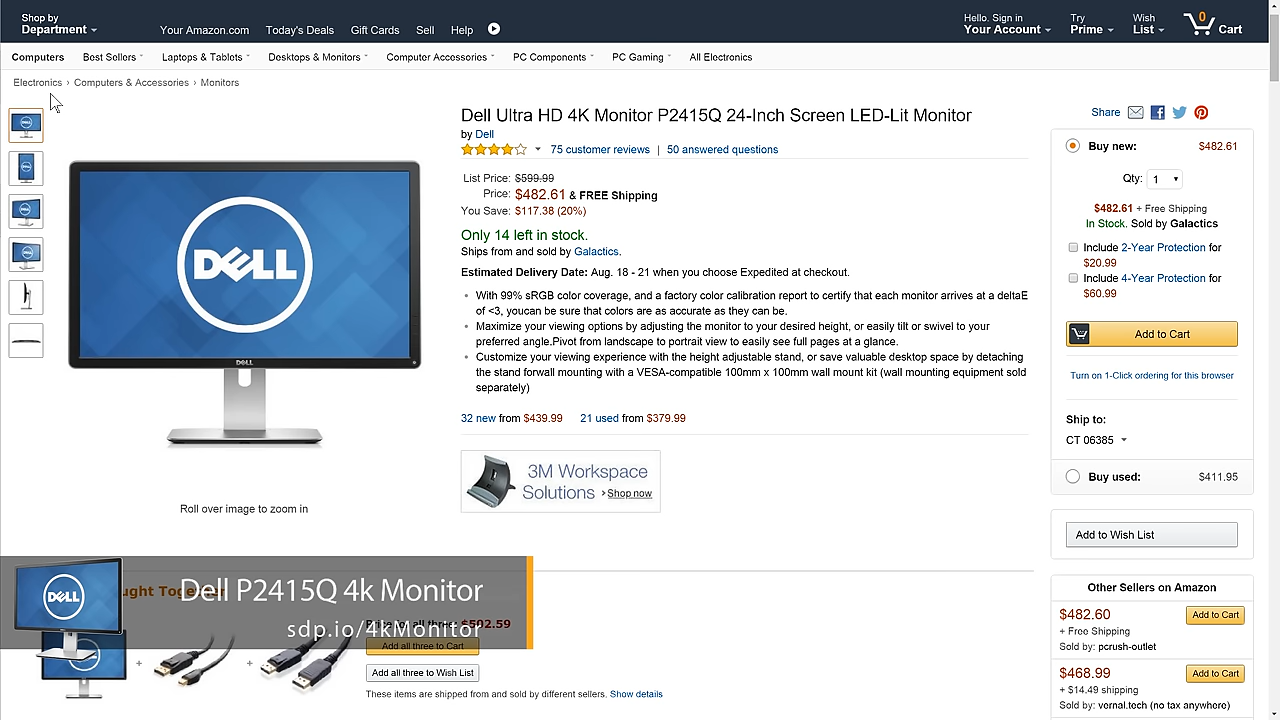 Shop by
Department
Your Amazon.com
Today's Deals
Gift Cards
Sell
Help
Hello. Sign in
Your Account
Try
Prime
Wish
List
0
Cart
Computers
Best Sellers
Laptops & Tablets
Desktops & Monitors
Computer Accessories
PC Components
PC Gaming
All Electronics
Electronics › Computers & Accessories › Monitors
DELL
DELL
Roll over image to zoom in
Dell Ultra HD 4K Monitor P2415Q 24-Inch Screen LED-Lit Monitor
by Dell
75 customer reviews | 50 answered questions
List Price: $599.99
Price: $482.61 & FREE Shipping
You Save: $117.38 (20%)
Only 14 left in stock.
Ships from and sold by Galactics.
Estimated Delivery Date: Aug. 18 - 21 when you choose Expedited at checkout.
• With 99% sRGB color coverage, and a factory color calibration report to certify that each monitor arrives at a deltaE
of <3, youcan be sure that colors are as accurate as they can be.
• Maximize your viewing options by adjusting the monitor to your desired height, or easily tilt or swivel to your
preferred angle.Pivot from landscape to portrait view to easily see full pages at a glance.
• Customize your viewing experience with the height adjustable stand, or save valuable desktop space by detaching
the stand forwall mounting with a VESA-compatible 100mm x 100mm wall mount kit (wall mounting equipment sold
separately)
32 new from $439.99 21 used from $379.99
3M Workspace
Solutions › Shop now
Share
Buy new: $482.61
Qty: 1
$482.61 + Free Shipping
In Stock. Sold by Galactics
Include 2-Year Protection for
$20.99
Include 4-Year Protection for
$60.99
Add to Cart
Turn on 1-Click ordering for this browser
Ship to:
CT 06385
Buy used: $411.95
Add to Wish List
Other Sellers on Amazon
$482.60
Add to Cart
+ Free Shipping
Sold by: pcrush-outlet
$468.99
Add to Cart
+ $14.49 shipping
Sold by: vernal.tech (no tax anywhere)
DELL
Dell P2415Q 4k Monitor
sdp.io/4kMonitor
$502.59
Add all three to Cart
Add all three to Wish List
These items are shipped from and sold by different sellers. Show details